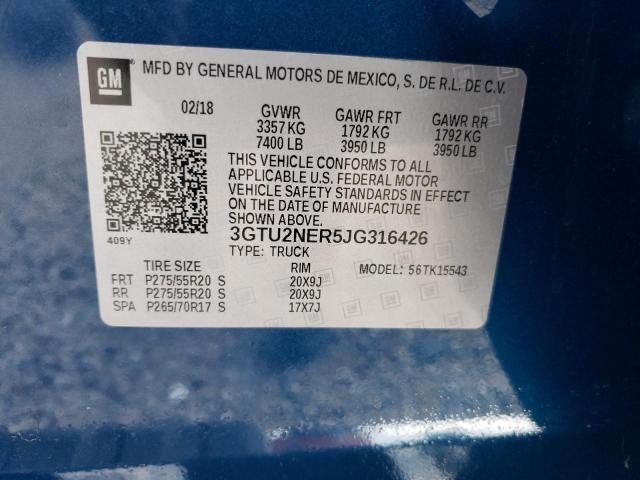 GM
MFD BY GENERAL MOTORS DE MEXICO, S. DE R.L. DE C.V.
02/18 GVWR GAWR FRT GAWR RR
3357 KG 1792 KG 1792 KG
7400 LB 3950 LB 3950 LB
THIS VEHICLE CONFORMS TO ALL
APPLICABLE U.S. FEDERAL MOTOR
VEHICLE SAFETY STANDARDS IN EFFECT
ON THE DATE OF MANUFACTURE
SHOWN ABOVE.
409Y
3GTU2NER5JG316426
TYPE: TRUCK
TIRE SIZE RIM MODEL: 56TK15543
FRT P275/55R20 S 20X9J
RR P275/55R20 S 20X9J
SPA P265/70R17 S 17X7J